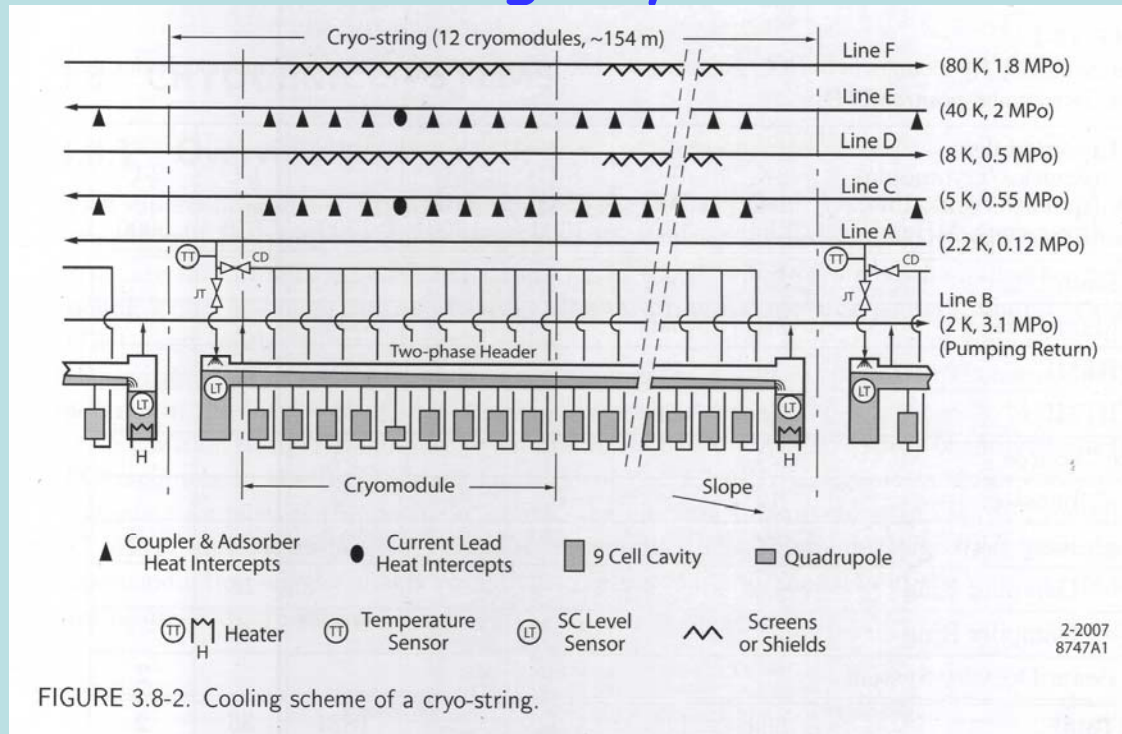 Cryo-string (12 cryomodules, ~154 m)
Line F
(80 K, 1.8 MPo)
Line E
(40 K, 2 MPo)
Line D
(8 K, 0.5 MPo)
Line C
(5 K, 0.55 MPo)
Line A
(2.2 K, 0.12 MPo)
TT
CD
JT
TT
CD
JT
Line B
(2 K, 3.1 MPo)
(Pumping Return)
Two-phase Header
LT
LT
LT
LT
H
H
Cryomodule
Slope
Coupler & Adsorber
Heat Intercepts
Current Lead
Heat Intercepts
9 Cell Cavity
Quadrupole
TT
H
Heater
TT
Temperature
Sensor
LT
SC Level
Sensor
Screens
or Shields
2-2007
8747A1
FIGURE 3.8-2. Cooling scheme of a cryo-string.